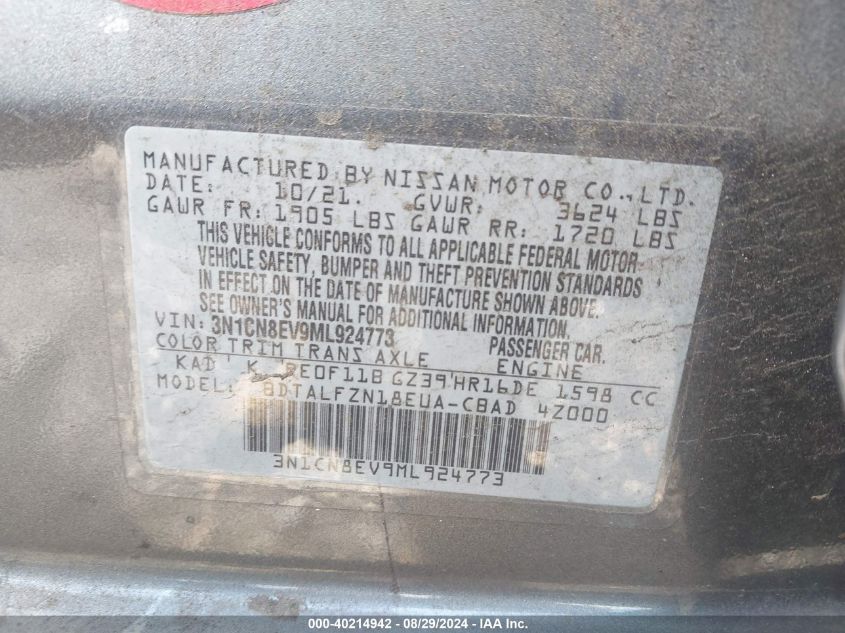 MANUFACTURED BY NISSAN MOTOR CO., LTD.
DATE: 10/21. GVWR: 3624 LBS
GAWR FR: 1905 LBS GAWR RR: 1720 LBS
THIS VEHICLE CONFORMS TO ALL APPLICABLE FEDERAL MOTOR
VEHICLE SAFETY, BUMPER AND THEFT PREVENTION STANDARDS
IN EFFECT ON THE DATE OF MANUFACTURE SHOWN ABOVE.
SEE OWNER'S MANUAL FOR ADDITIONAL INFORMATION.
VIN: 3N1CN8EV9ML924773 PASSENGER CAR.
COLOR TRIM TRANS AXLE ENGINE
KAD K RE0F11B GZ39 HR16DE 1598 CC
MODEL: BDTALFZN18EUA-CBAD 4Z000
3N1CN8EV9ML924773
000-40214942 - 08/29/2024 - IAA Inc.